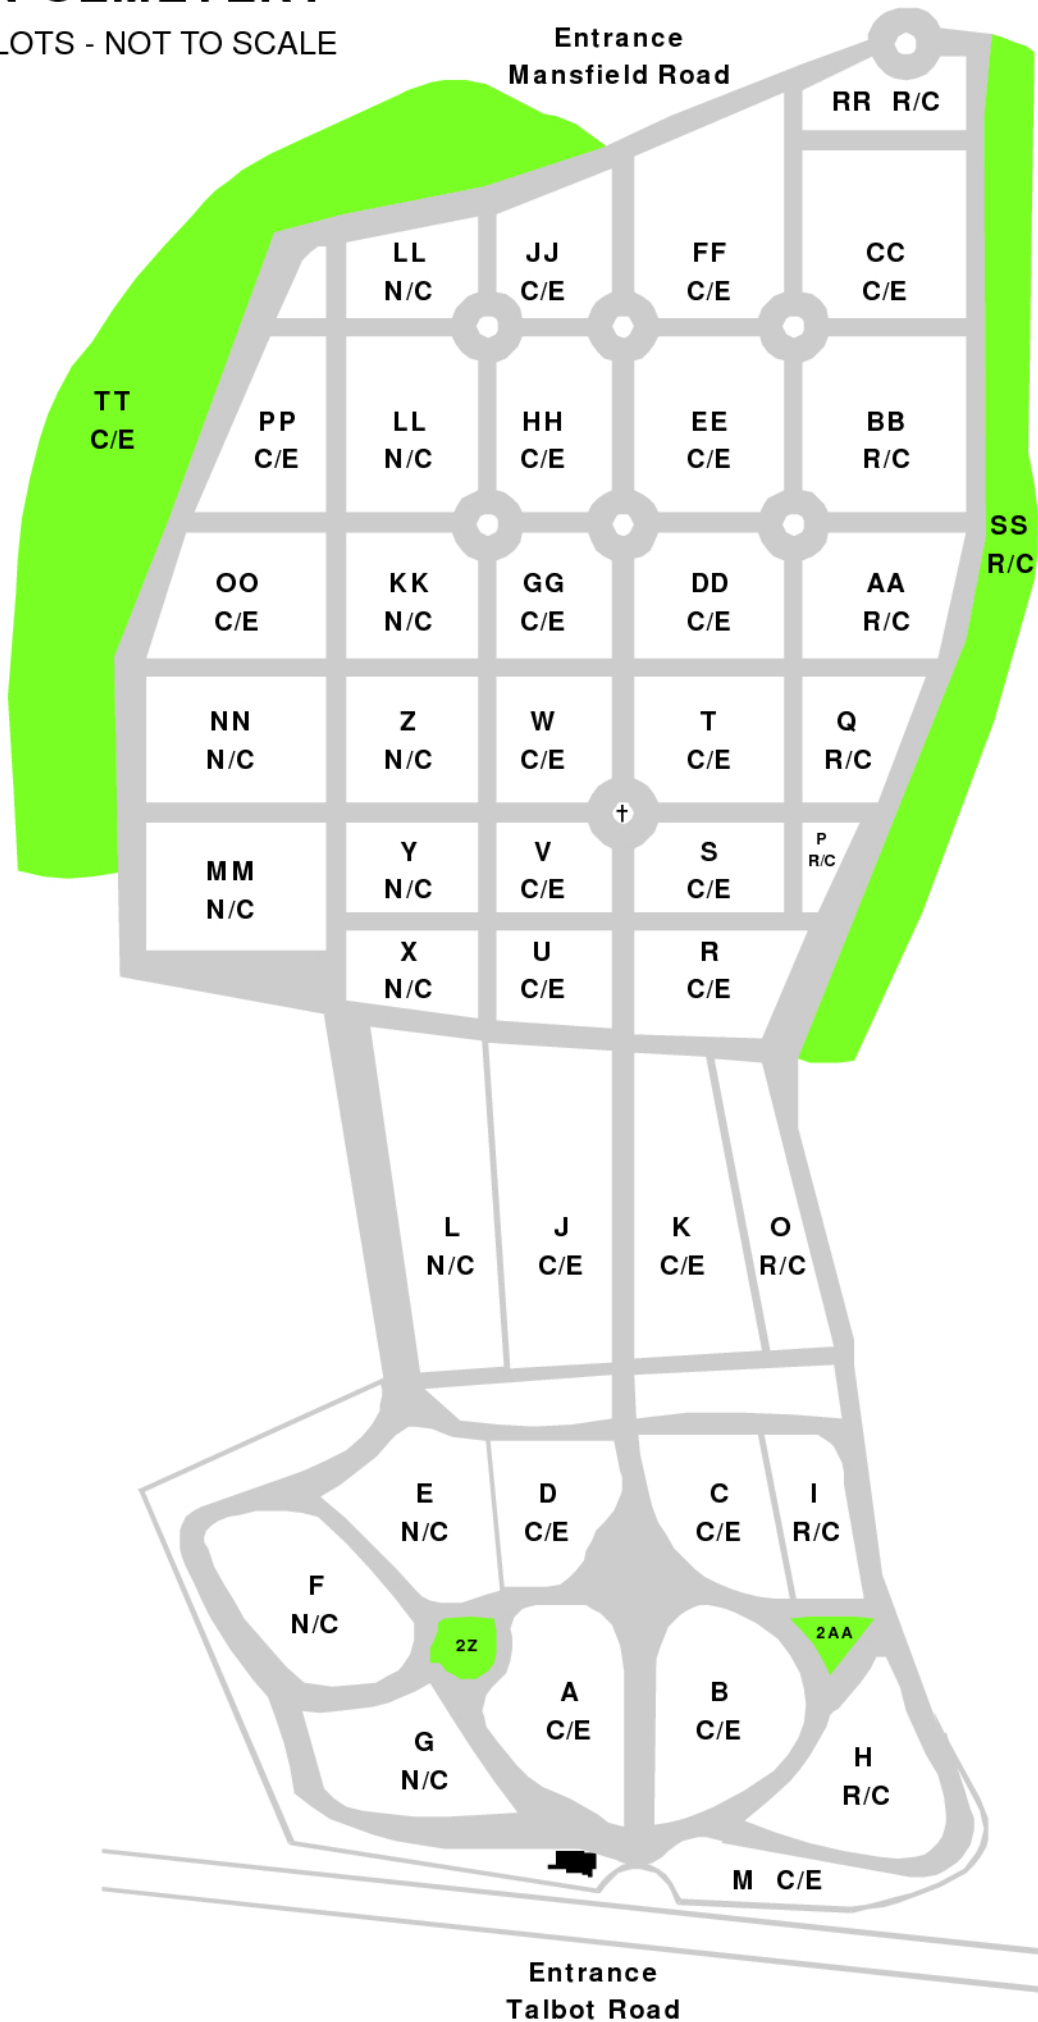 LOTS - NOT TO SCALE
Entrance
Mansfield Road
RR R/C
LL
N/C
JJ
C/E
FF
C/E
CC
C/E
TT
C/E
PP
C/E
LL
N/C
HH
C/E
EE
C/E
BB
R/C
SS
R/C
OO
C/E
KK
N/C
GG
C/E
DD
C/E
AA
R/C
NN
N/C
Z
N/C
W
C/E
T
C/E
Q
R/C
MM
N/C
Y
N/C
V
C/E
S
C/E
P
R/C
X
N/C
U
C/E
R
C/E
L
N/C
J
C/E
K
C/E
O
R/C
E
N/C
D
C/E
C
C/E
I
R/C
F
N/C
2Z
2AA
A
C/E
B
C/E
G
N/C
H
R/C
M C/E
Entrance
Talbot Road